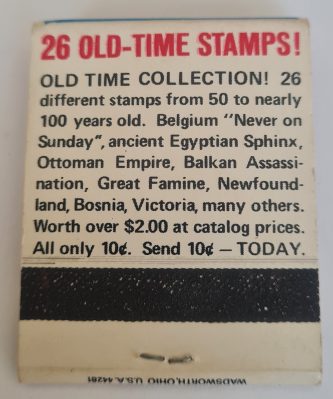 26 OLD-TIME STAMPS!
OLD TIME COLLECTION! 26
different stamps from 50 to nearly
100 years old. Belgium "Never on
Sunday", ancient Egyptian Sphinx,
Ottoman Empire, Balkan Assassi-
nation, Great Famine, Newfound-
land, Bosnia, Victoria, many others.
Worth over $2.00 at catalog prices.
All only 10¢. Send 10¢ — TODAY.
WADSWORTH, OHIO U.S.A. 44281